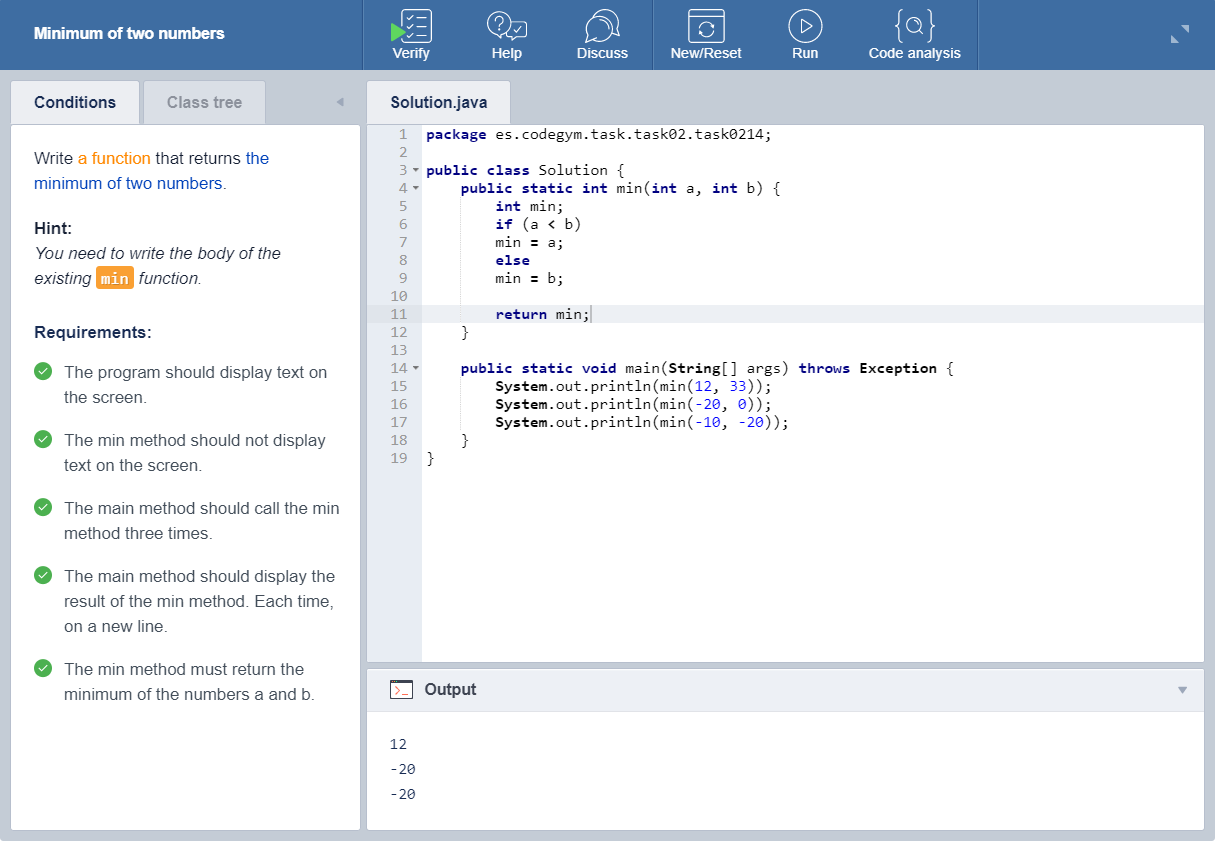 Minimum of two numbers
Verify
Help
Discuss
New/Reset
Run
Code analysis
Conditions
Class tree
Write a function that returns the
minimum of two numbers.
Hint:
You need to write the body of the
existing min function.
Requirements:
The program should display text on
the screen.
The min method should not display
text on the screen.
The main method should call the min
method three times.
The main method should display the
result of the min method. Each time,
on a new line.
The min method must return the
minimum of the numbers a and b.
Solution.java
1 package es.codegym.task.task02.task0214;
2
3 public class Solution {
4     public static int min(int a, int b) {
5         int min;
6         if (a < b)
7         min = a;
8         else
9         min = b;
10
11         return min;
12     }
13
14     public static void main(String[] args) throws Exception {
15         System.out.println(min(12, 33));
16         System.out.println(min(-20, 0));
17         System.out.println(min(-10, -20));
18     }
19 }
Output
12
-20
-20